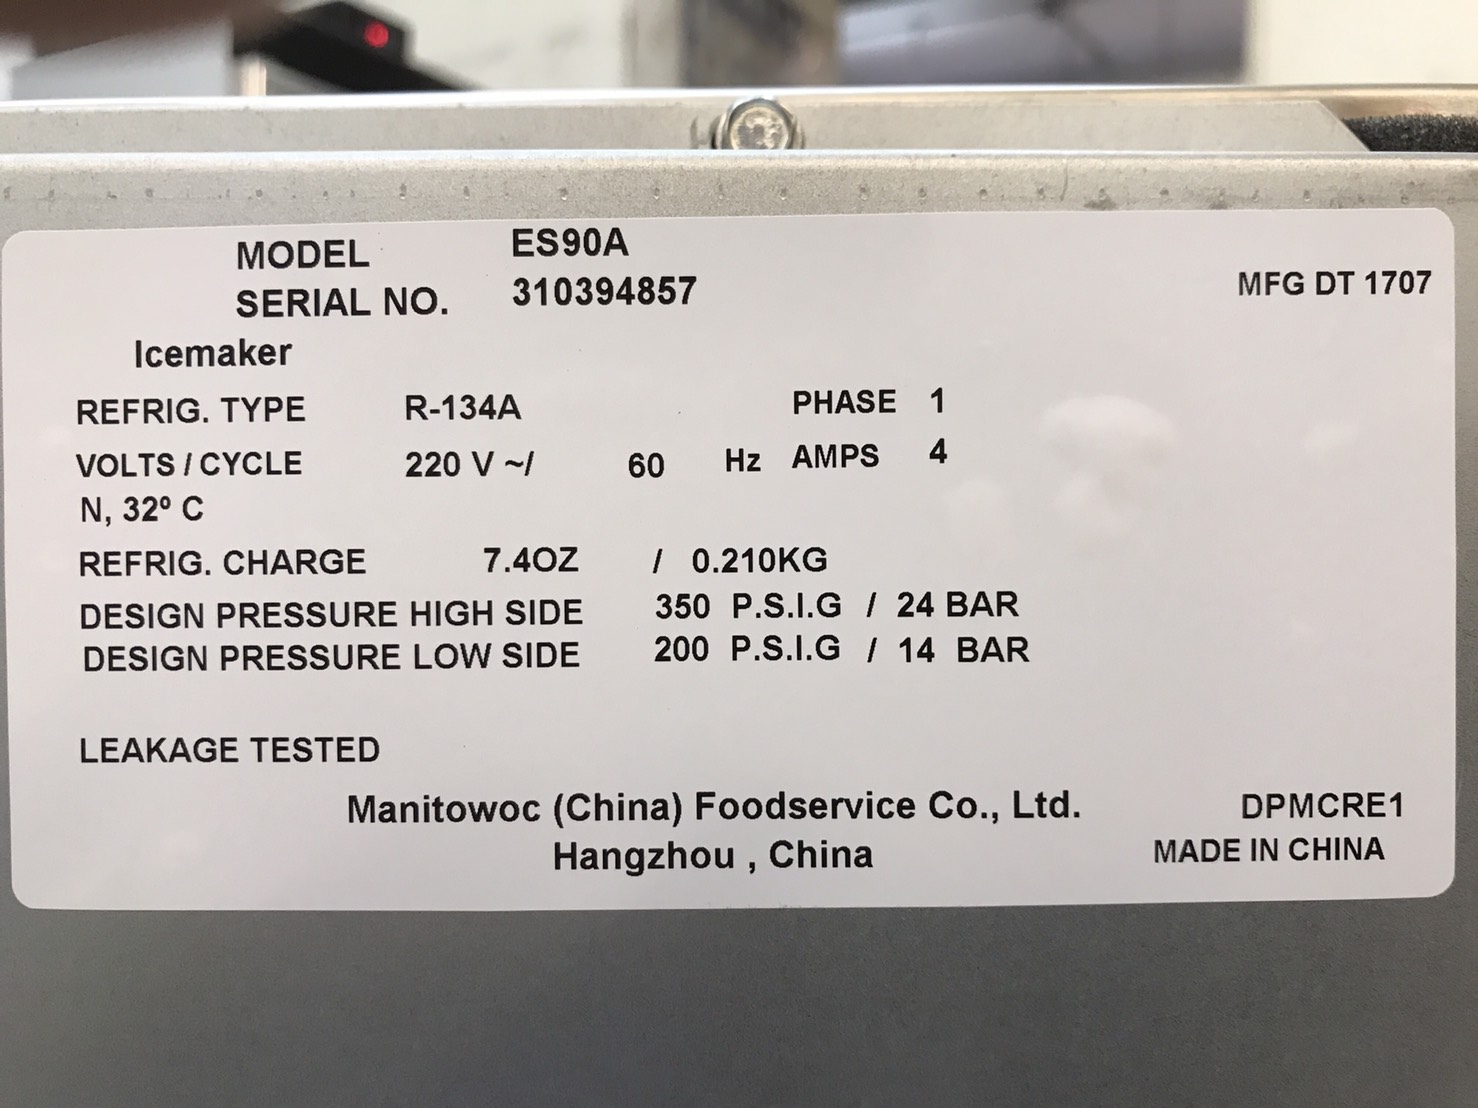 MODEL ES90A
SERIAL NO. 310394857
MFG DT 1707
Icemaker
REFRIG. TYPE R-134A PHASE 1
VOLTS / CYCLE 220 V ~/ 60 Hz AMPS 4
N, 32º C
REFRIG. CHARGE 7.4OZ / 0.210KG
DESIGN PRESSURE HIGH SIDE 350 P.S.I.G / 24 BAR
DESIGN PRESSURE LOW SIDE 200 P.S.I.G / 14 BAR
LEAKAGE TESTED
Manitowoc (China) Foodservice Co., Ltd. DPMCRE1
Hangzhou , China MADE IN CHINA